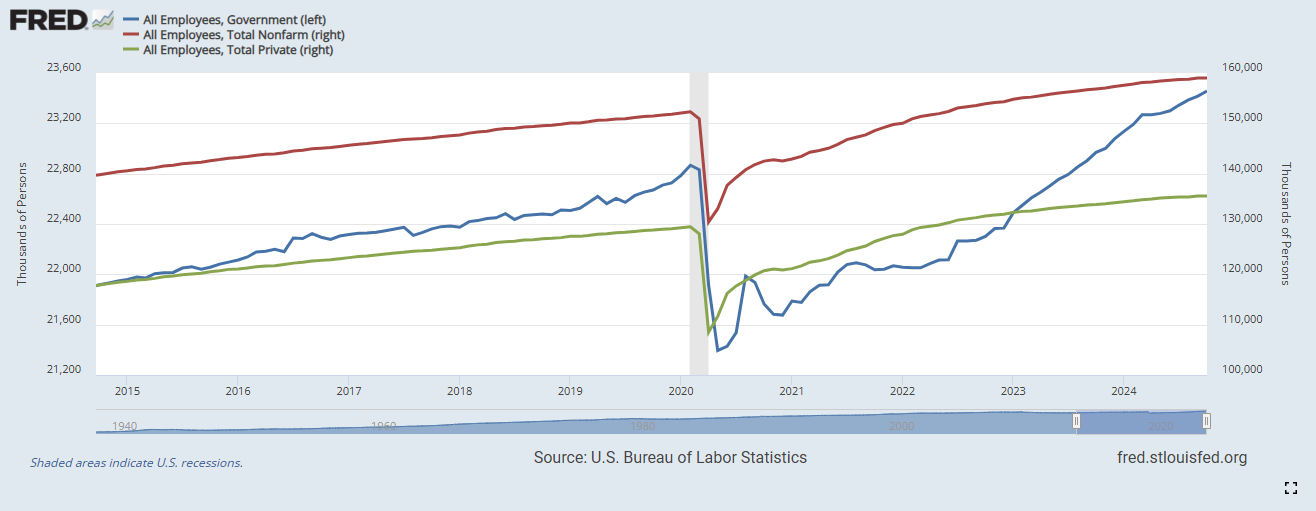 FRED
All Employees, Government (left)
All Employees, Total Nonfarm (right)
All Employees, Total Private (right)
23,600
23,200
22,800
22,400
22,000
21,600
21,200
Thousands of Persons
160,000
150,000
140,000
130,000
120,000
110,000
100,000
Thousands of Persons
2015 2016 2017 2018 2019 2020 2021 2022 2023 2024
1940 1960 1980 2000 2020
Shaded areas indicate U.S. recessions.
Source: U.S. Bureau of Labor Statistics
fred.stlouisfed.org